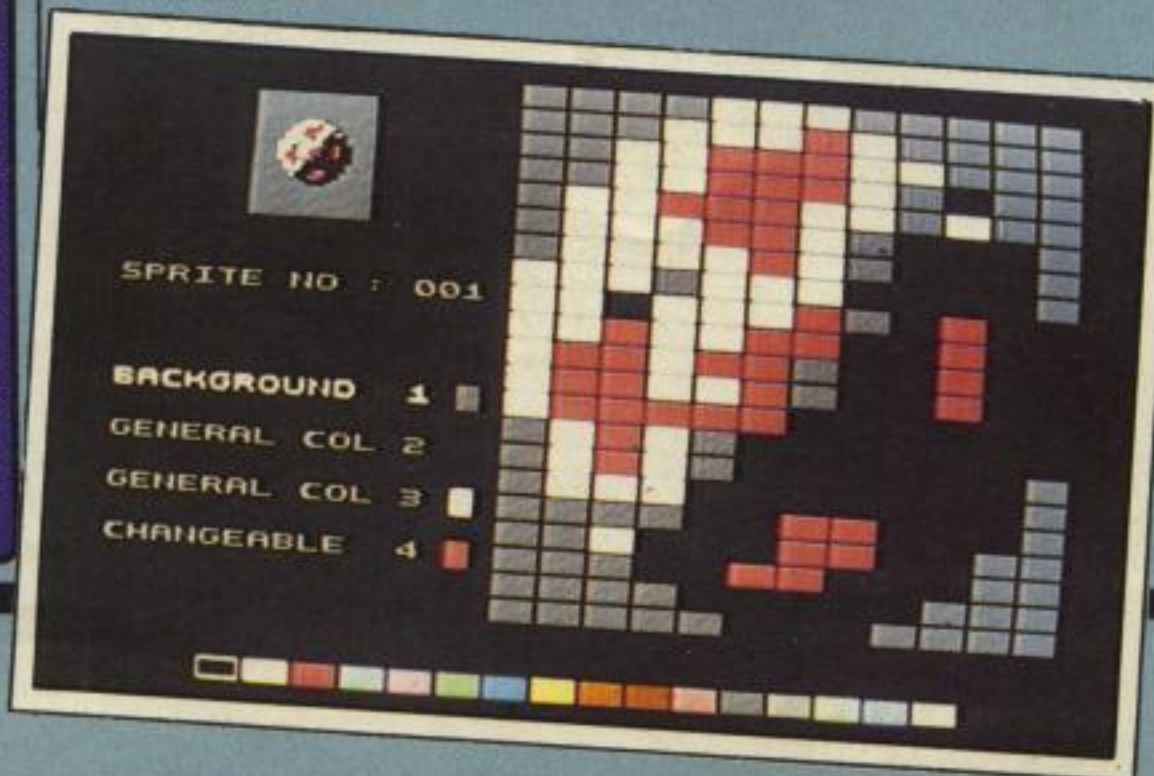 SPRITE NO : 001
BACKGROUND 1
GENERAL COL 2
GENERAL COL 3
CHANGEABLE 4